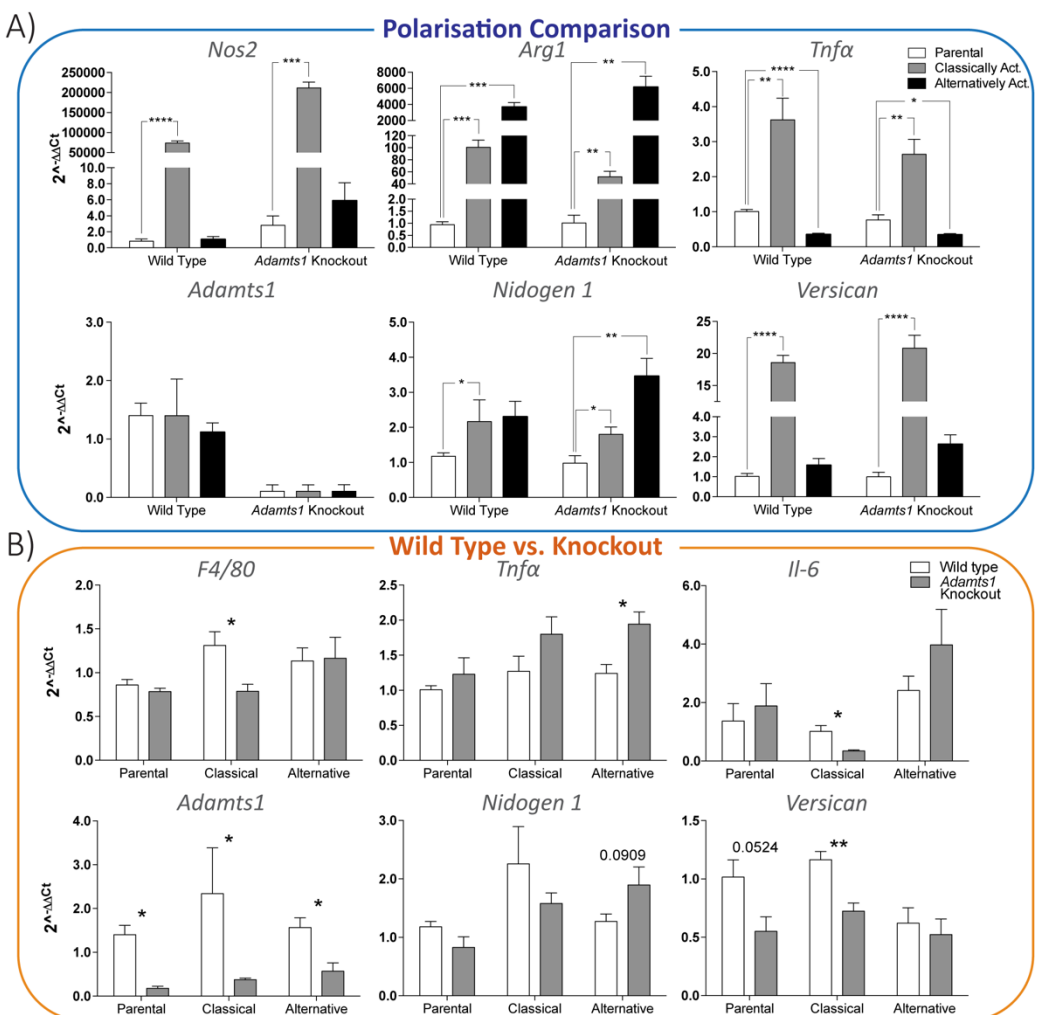 A)
Polarisation Comparison
Nos2
Arg1
Tnfα
Parental
Classically Act.
Alternatively Act.
2^-ΔΔCt
250000
200000
150000
100000
50000
10.0
8.0
6.0
4.0
2.0
0.0
****
***
Wild Type
Adamts1 Knockout
8000
6000
4000
2000
120
100
80
60
40
2.0
1.5
1.0
0.5
0.0
***
***
**
**
Wild Type
Adamts1 Knockout
5.0
4.0
3.0
2.0
1.0
0.0
****
**
*
**
Wild Type
Adamts1 Knockout
Adamts1
Nidogen 1
Versican
2^-ΔΔCt
3.0
2.0
1.0
0.0
Wild Type
Adamts1 Knockout
5.0
4.0
3.0
2.0
1.0
0.0
*
**
*
Wild Type
Adamts1 Knockout
25
20
15
4.0
3.0
2.0
1.0
0.0
****
****
Wild Type
Adamts1 Knockout
B)
Wild Type vs. Knockout
F4/80
Tnfα
Il-6
Wild type
Adamts1
Knockout
2^-ΔΔCt
2.0
1.5
1.0
0.5
0.0
*
Parental
Classical
Alternative
2.5
2.0
1.5
1.0
0.5
0.0
*
Parental
Classical
Alternative
6.0
4.0
2.0
0.0
*
Parental
Classical
Alternative
Adamts1
Nidogen 1
Versican
2^-ΔΔCt
4.0
3.0
2.0
1.0
0.0
*
*
*
Parental
Classical
Alternative
3.0
2.0
1.0
0.0
0.0909
Parental
Classical
Alternative
1.5
1.0
0.5
0.0
0.0524
**
Parental
Classical
Alternative